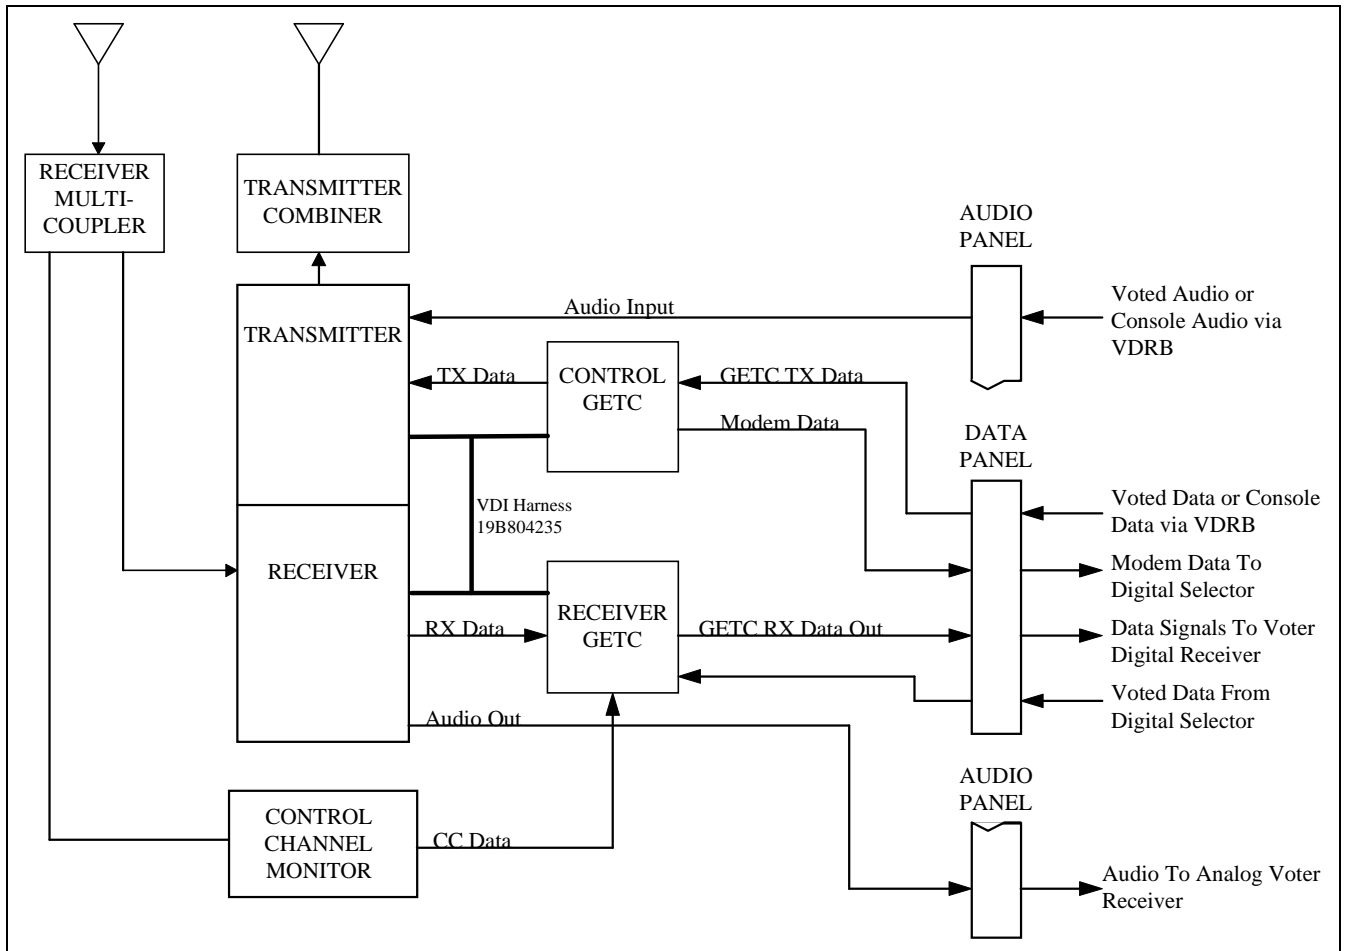 RECEIVER
MULTI-
COUPLER
TRANSMITTER
COMBINER
AUDIO
PANEL
TRANSMITTER
Audio Input
Voted Audio or
Console Audio via
VDRB
TX Data
CONTROL
GETC
GETC TX Data
Modem Data
DATA
PANEL
VDI Harness
19B804235
Voted Data or Console
Data via VDRB
RECEIVER
Modem Data To
Digital Selector
RX Data
RECEIVER
GETC
GETC RX Data Out
Data Signals To Voter
Digital Receiver
Voted Data From
Digital Selector
Audio Out
AUDIO
PANEL
CONTROL
CHANNEL
MONITOR
CC Data
Audio To Analog Voter
Receiver